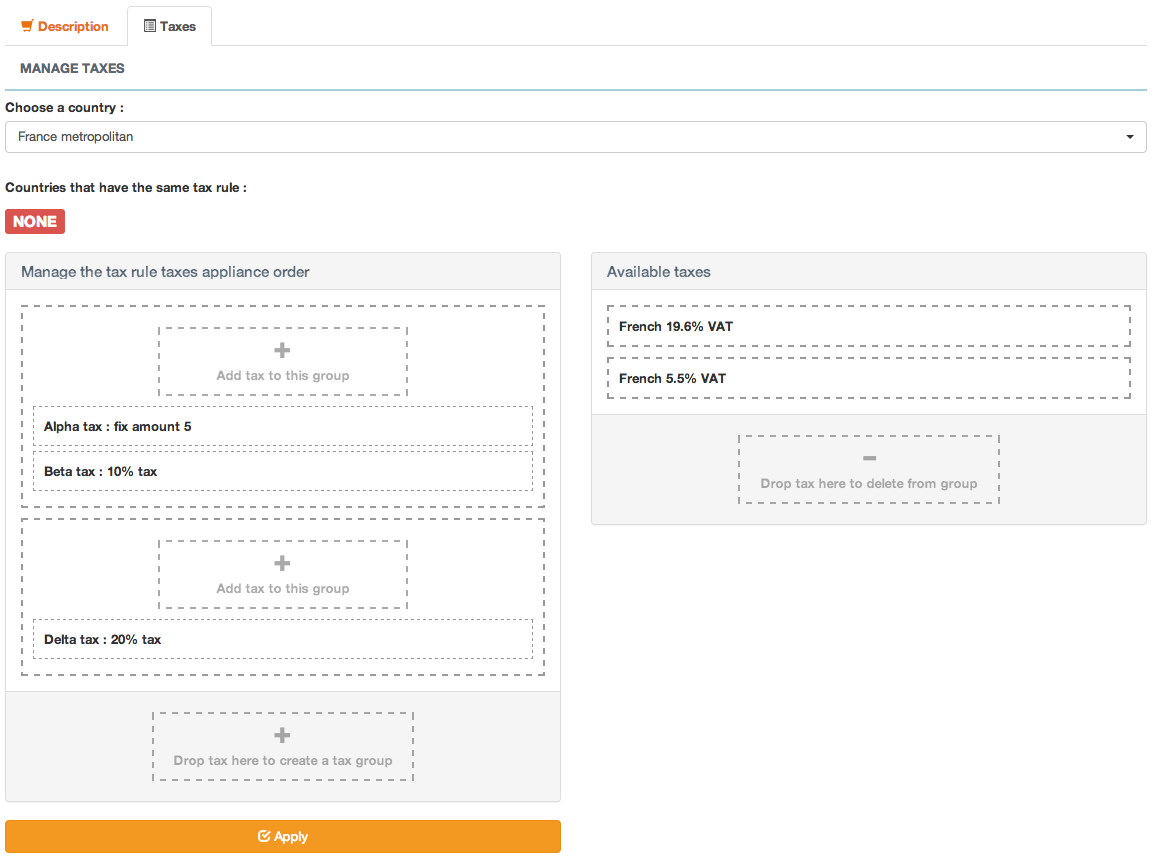 Description
Taxes
MANAGE TAXES
Choose a country :
France metropolitan
Countries that have the same tax rule :
NONE
Manage the tax rule taxes appliance order
Add tax to this group
Alpha tax : fix amount 5
Beta tax : 10% tax
Add tax to this group
Delta tax : 20% tax
Drop tax here to create a tax group
Apply
Available taxes
French 19.6% VAT
French 5.5% VAT
Drop tax here to delete from group